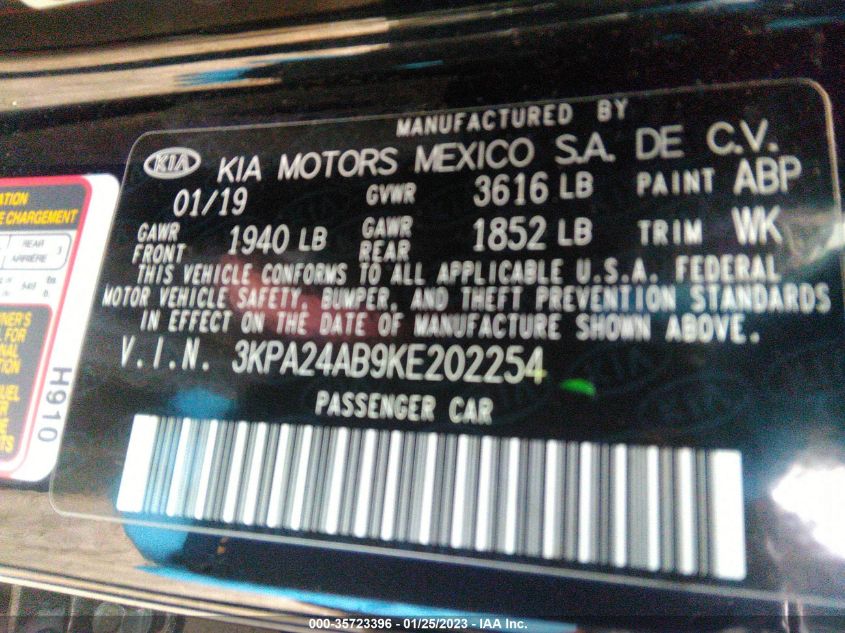 MANUFACTURED BY
KIA KIA MOTORS MEXICO S.A. DE C.V.
01/19 GVWR 3616 LB PAINT ABP
GAWR FRONT 1940 LB GAWR REAR 1852 LB TRIM WK
THIS VEHICLE CONFORMS TO ALL APPLICABLE U.S.A. FEDERAL
MOTOR VEHICLE SAFETY, BUMPER, AND THEFT PREVENTION STANDARDS
IN EFFECT ON THE DATE OF MANUFACTURE SHOWN ABOVE.
V.I.N. 3KPA24AB9KE202254
PASSENGER CAR
CHARGEMENT
REAR 3
ARRIÈRE
H910
000-35723396 - 01/25/2023 - IAA Inc.